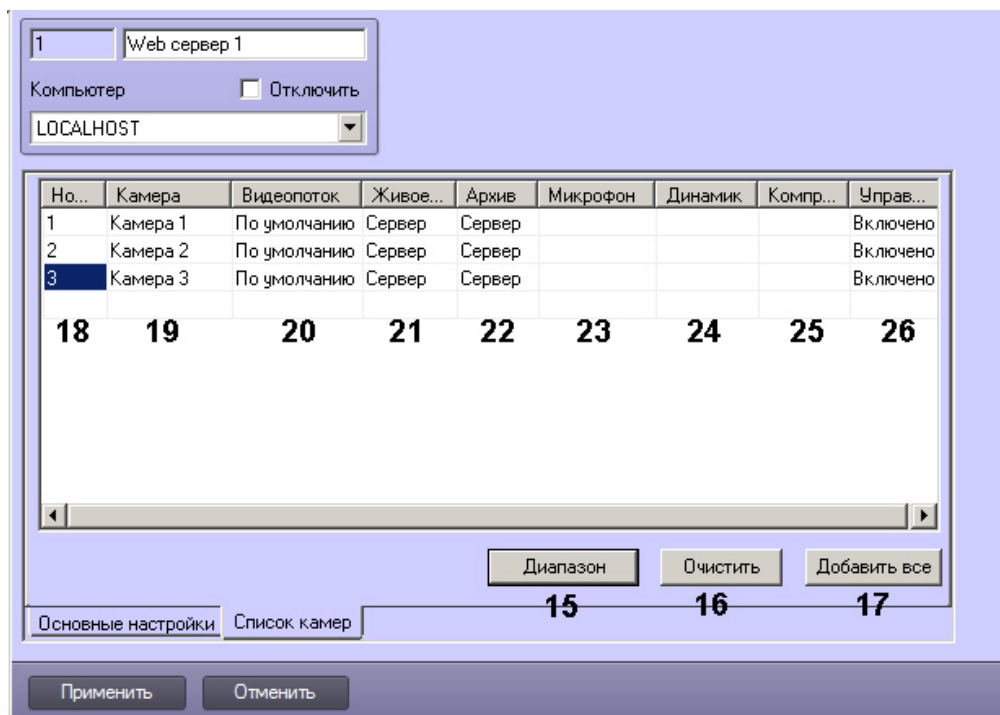 1 Web сервер 1
Компьютер Отключить
LOCALHOST
Но... Камера Видеопоток Живое... Архив Микрофон Динамик Компр... Управ...
1 Камера 1 По умолчанию Сервер Сервер Включено
2 Камера 2 По умолчанию Сервер Сервер Включено
3 Камера 3 По умолчанию Сервер Сервер Включено
18 19 20 21 22 23 24 25 26
Диапазон Очистить Добавить все
15 16 17
Основные настройки Список камер
Применить Отменить